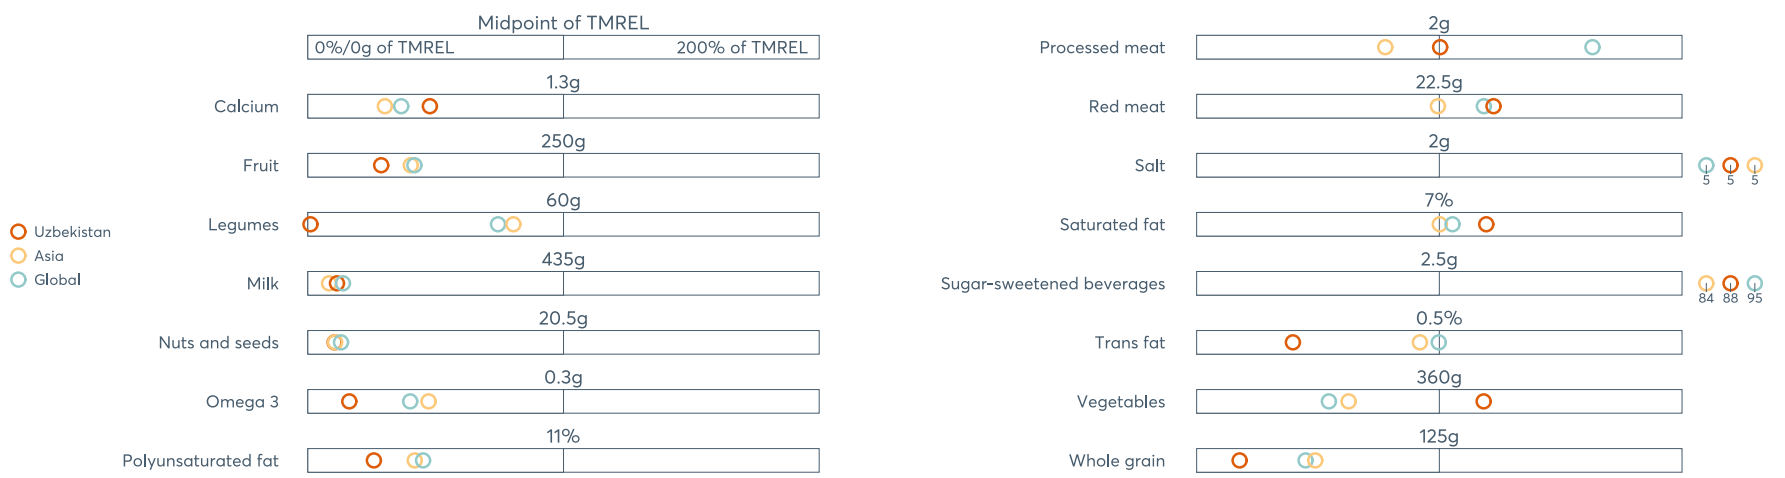 Midpoint of TMREL
0%/0g of TMREL 200% of TMREL
1.3g
Calcium
250g
Fruit
60g
Legumes
435g
Milk
20.5g
Nuts and seeds
0.3g
Omega 3
11%
Polyunsaturated fat
Uzbekistan
Asia
Global
2g
Processed meat
22.5g
Red meat
2g
Salt
5 5 5
7%
Saturated fat
2.5g
Sugar-sweetened beverages
84 88 95
0.5%
Trans fat
360g
Vegetables
125g
Whole grain